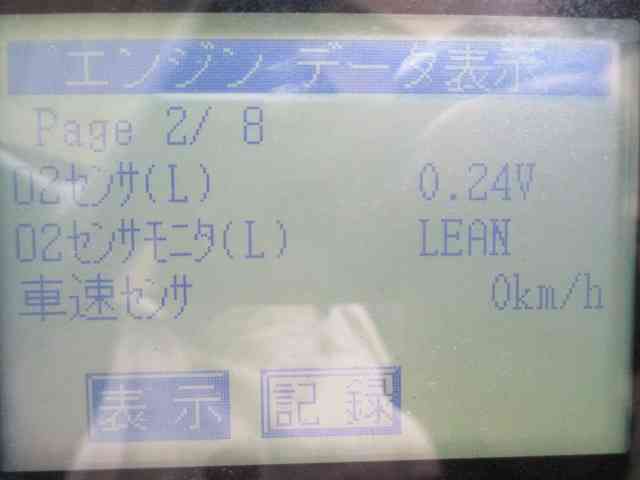 エンジン データ表示
Page 2/ 8
O2センサ(L) 0.24V
O2センサモニタ(L) LEAN
車速センサ 0km/h
表示 記録